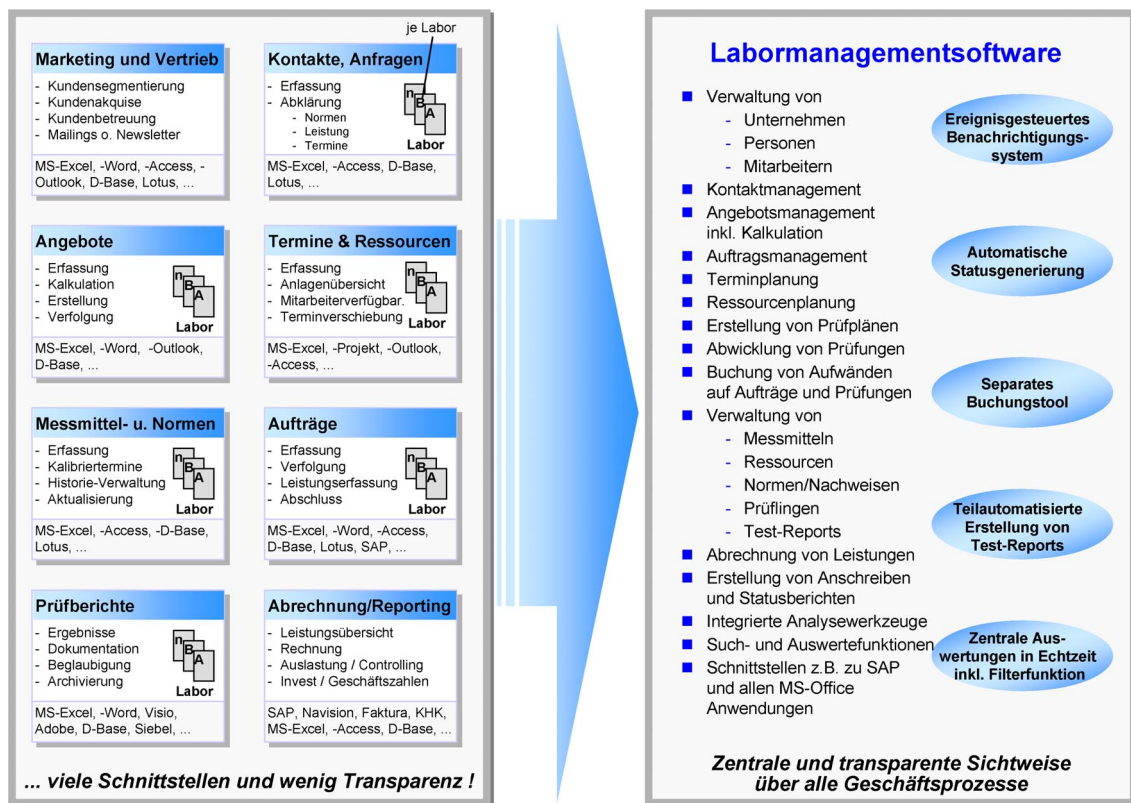 je Labor
Marketing und Vertrieb
- Kundensegmentierung
- Kundenakquise
- Kundenbetreuung
- Mailings o. Newsletter
MS-Excel, -Word, -Access, -
Outlook, D-Base, Lotus, ...
Kontakte, Anfragen
- Erfassung
- Abklärung
- Normen
- Leistung
- Termine
n
B
A
Labor
MS-Excel, -Access, D-Base,
Lotus, ...
Angebote
- Erfassung
- Kalkulation
- Erstellung
- Verfolgung
n
B
A
Labor
MS-Excel, -Word, -Outlook,
D-Base, ...
Termine & Ressourcen
- Erfassung
- Anlagenübersicht
- Mitarbeiterverfügbar.
- Terminverschiebung
n
B
A
Labor
MS-Excel, -Projekt, -Outlook,
-Access, ...
Messmittel- u. Normen
- Erfassung
- Kalibriertermine
- Historie-Verwaltung
- Aktualisierung
n
B
A
Labor
MS-Excel, -Access, -D-Base,
Lotus, ...
Aufträge
- Erfassung
- Verfolgung
- Leistungserfassung
- Abschluss
n
B
A
Labor
MS-Excel, -Word, -Access,
D-Base, Lotus, SAP, ...
Prüfberichte
- Ergebnisse
- Dokumentation
- Beglaubigung
- Archivierung
n
B
A
Labor
MS-Excel, -Word, Visio,
Adobe, D-Base, Siebel, ...
Abrechnung/Reporting
- Leistungsübersicht
- Rechnung
- Auslastung / Controlling
- Invest / Geschäftszahlen
SAP, Navision, Faktura, KHK,
MS-Excel, -Access, D-Base, ...
... viele Schnittstellen und wenig Transparenz !
Labormanagementsoftware
Verwaltung von
- Unternehmen
- Personen
- Mitarbeitern
Kontaktmanagement
Angebotsmanagement
inkl. Kalkulation
Auftragsmanagement
Terminplanung
Ressourcenplanung
Erstellung von Prüfplänen
Abwicklung von Prüfungen
Buchung von Aufwänden
auf Aufträge und Prüfungen
Verwaltung von
- Messmitteln
- Ressourcen
- Normen/Nachweisen
- Prüflingen
- Test-Reports
Abrechnung von Leistungen
Erstellung von Anschreiben
und Statusberichten
Integrierte Analysewerkzeuge
Such- und Auswertefunktionen
Schnittstellen z.B. zu SAP
und allen MS-Office
Anwendungen
Ereignisgesteuertes
Benachrichtigungs-
system
Automatische
Statusgenerierung
Separates
Buchungstool
Teilautomatisierte
Erstellung von
Test-Reports
Zentrale Aus-
wertungen in Echtzeit
inkl. Filterfunktion
Zentrale und transparente Sichtweise
über alle Geschäftsprozesse